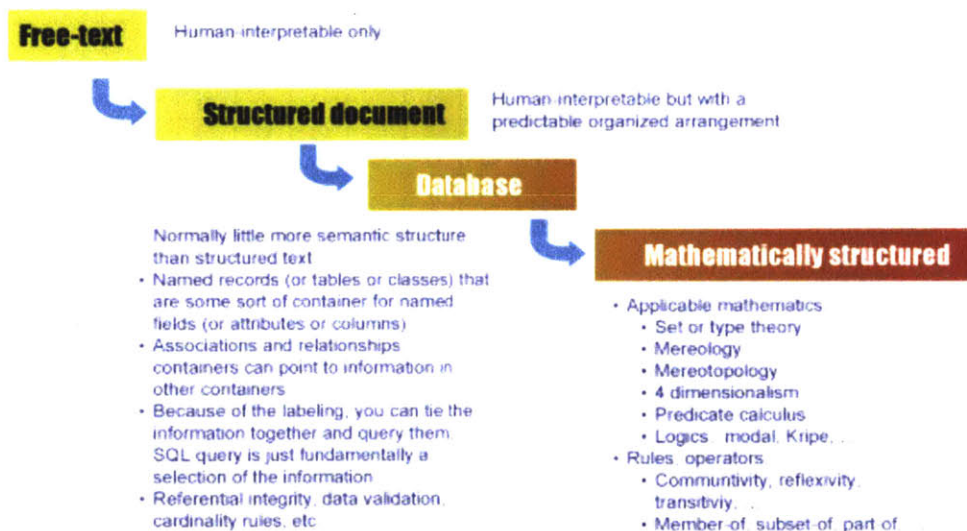 Free-text
Human-interpretable only
Structured document
Human-interpretable but with a
predictable organized arrangement
Database
Normally little more semantic structure
than structured text
• Named records (or tables or classes) that
are some sort of container for named
fields (or attributes or columns)
• Associations and relationships
containers can point to information in
other containers
• Because of the labeling, you can tie the
information together and query them.
SQL query is just fundamentally a
selection of the information
• Referential integrity, data validation,
cardinality rules, etc
Mathematically structured
• Applicable mathematics
• Set or type theory
• Mereology
• Mereotopology
• 4 dimensionalism
• Predicate calculus
• Logics: modal, Kripe, ...
• Rules, operators
• Communtivity, reflexivity,
transitiviy, ...
• Member-of, subset-of, part of ...